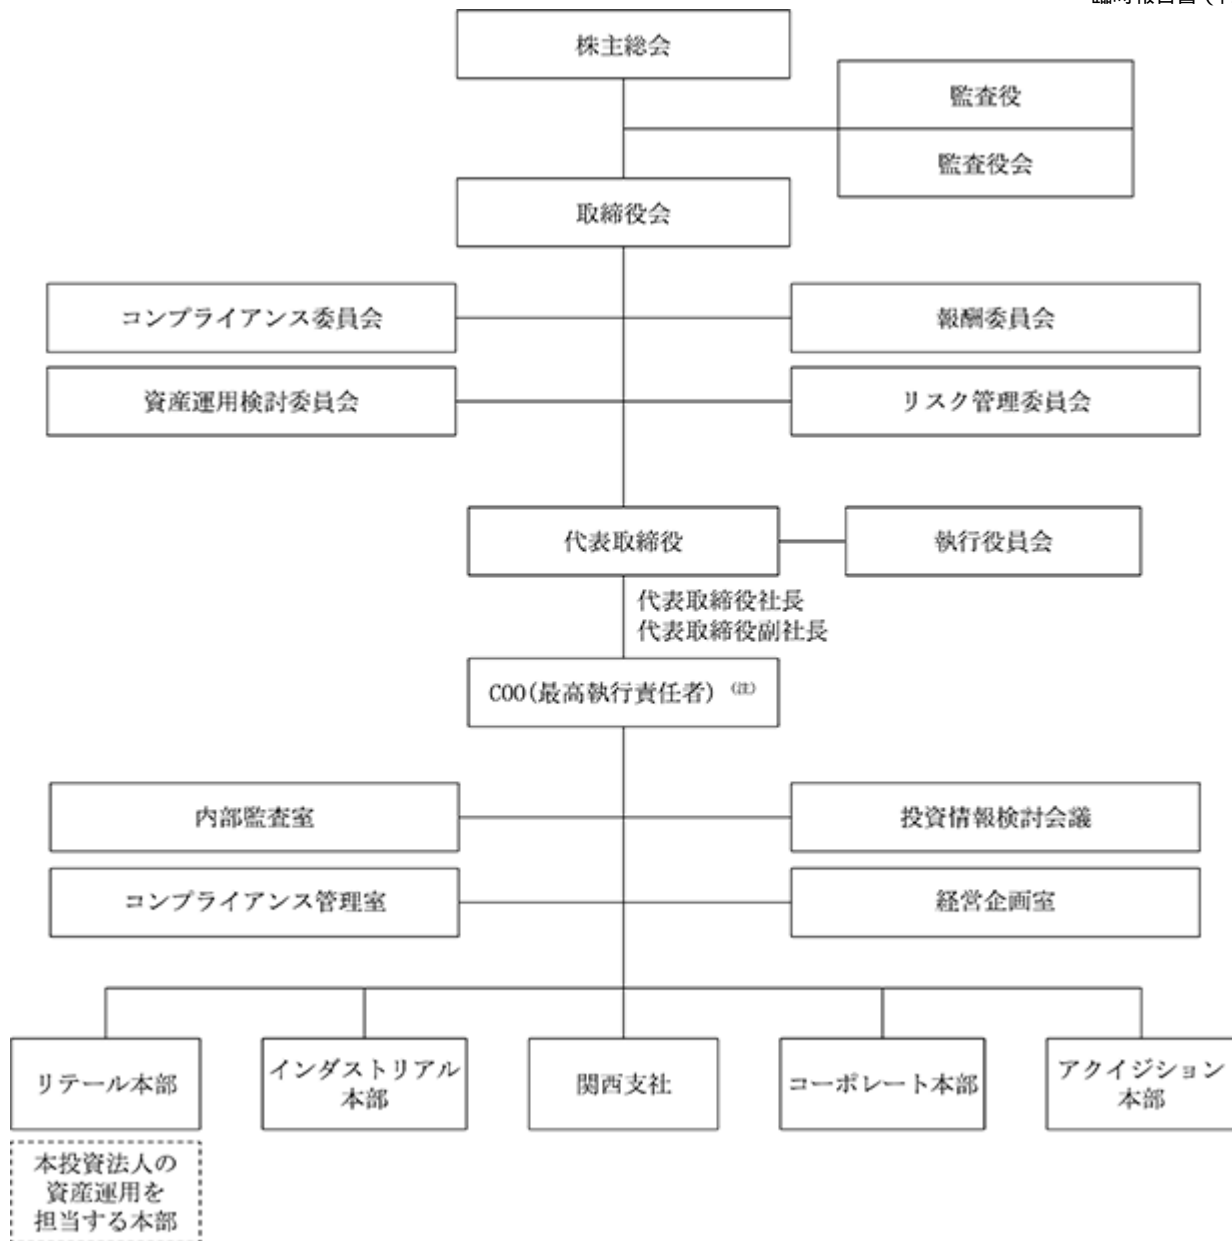 臨時報告書
株主総会
監査役
監査役会
取締役会
コンプライアンス委員会
報酬委員会
資産運用検討委員会
リスク管理委員会
代表取締役
執行役員会
代表取締役社長
代表取締役副社長
COO(最高執行責任者) (注)
内部監査室
投資情報検討会議
コンプライアンス管理室
経営企画室
リテール本部
インダストリアル
本部
関西支社
コーポレート本部
アクイジション
本部
本投資法人の
資産運用を
担当する本部